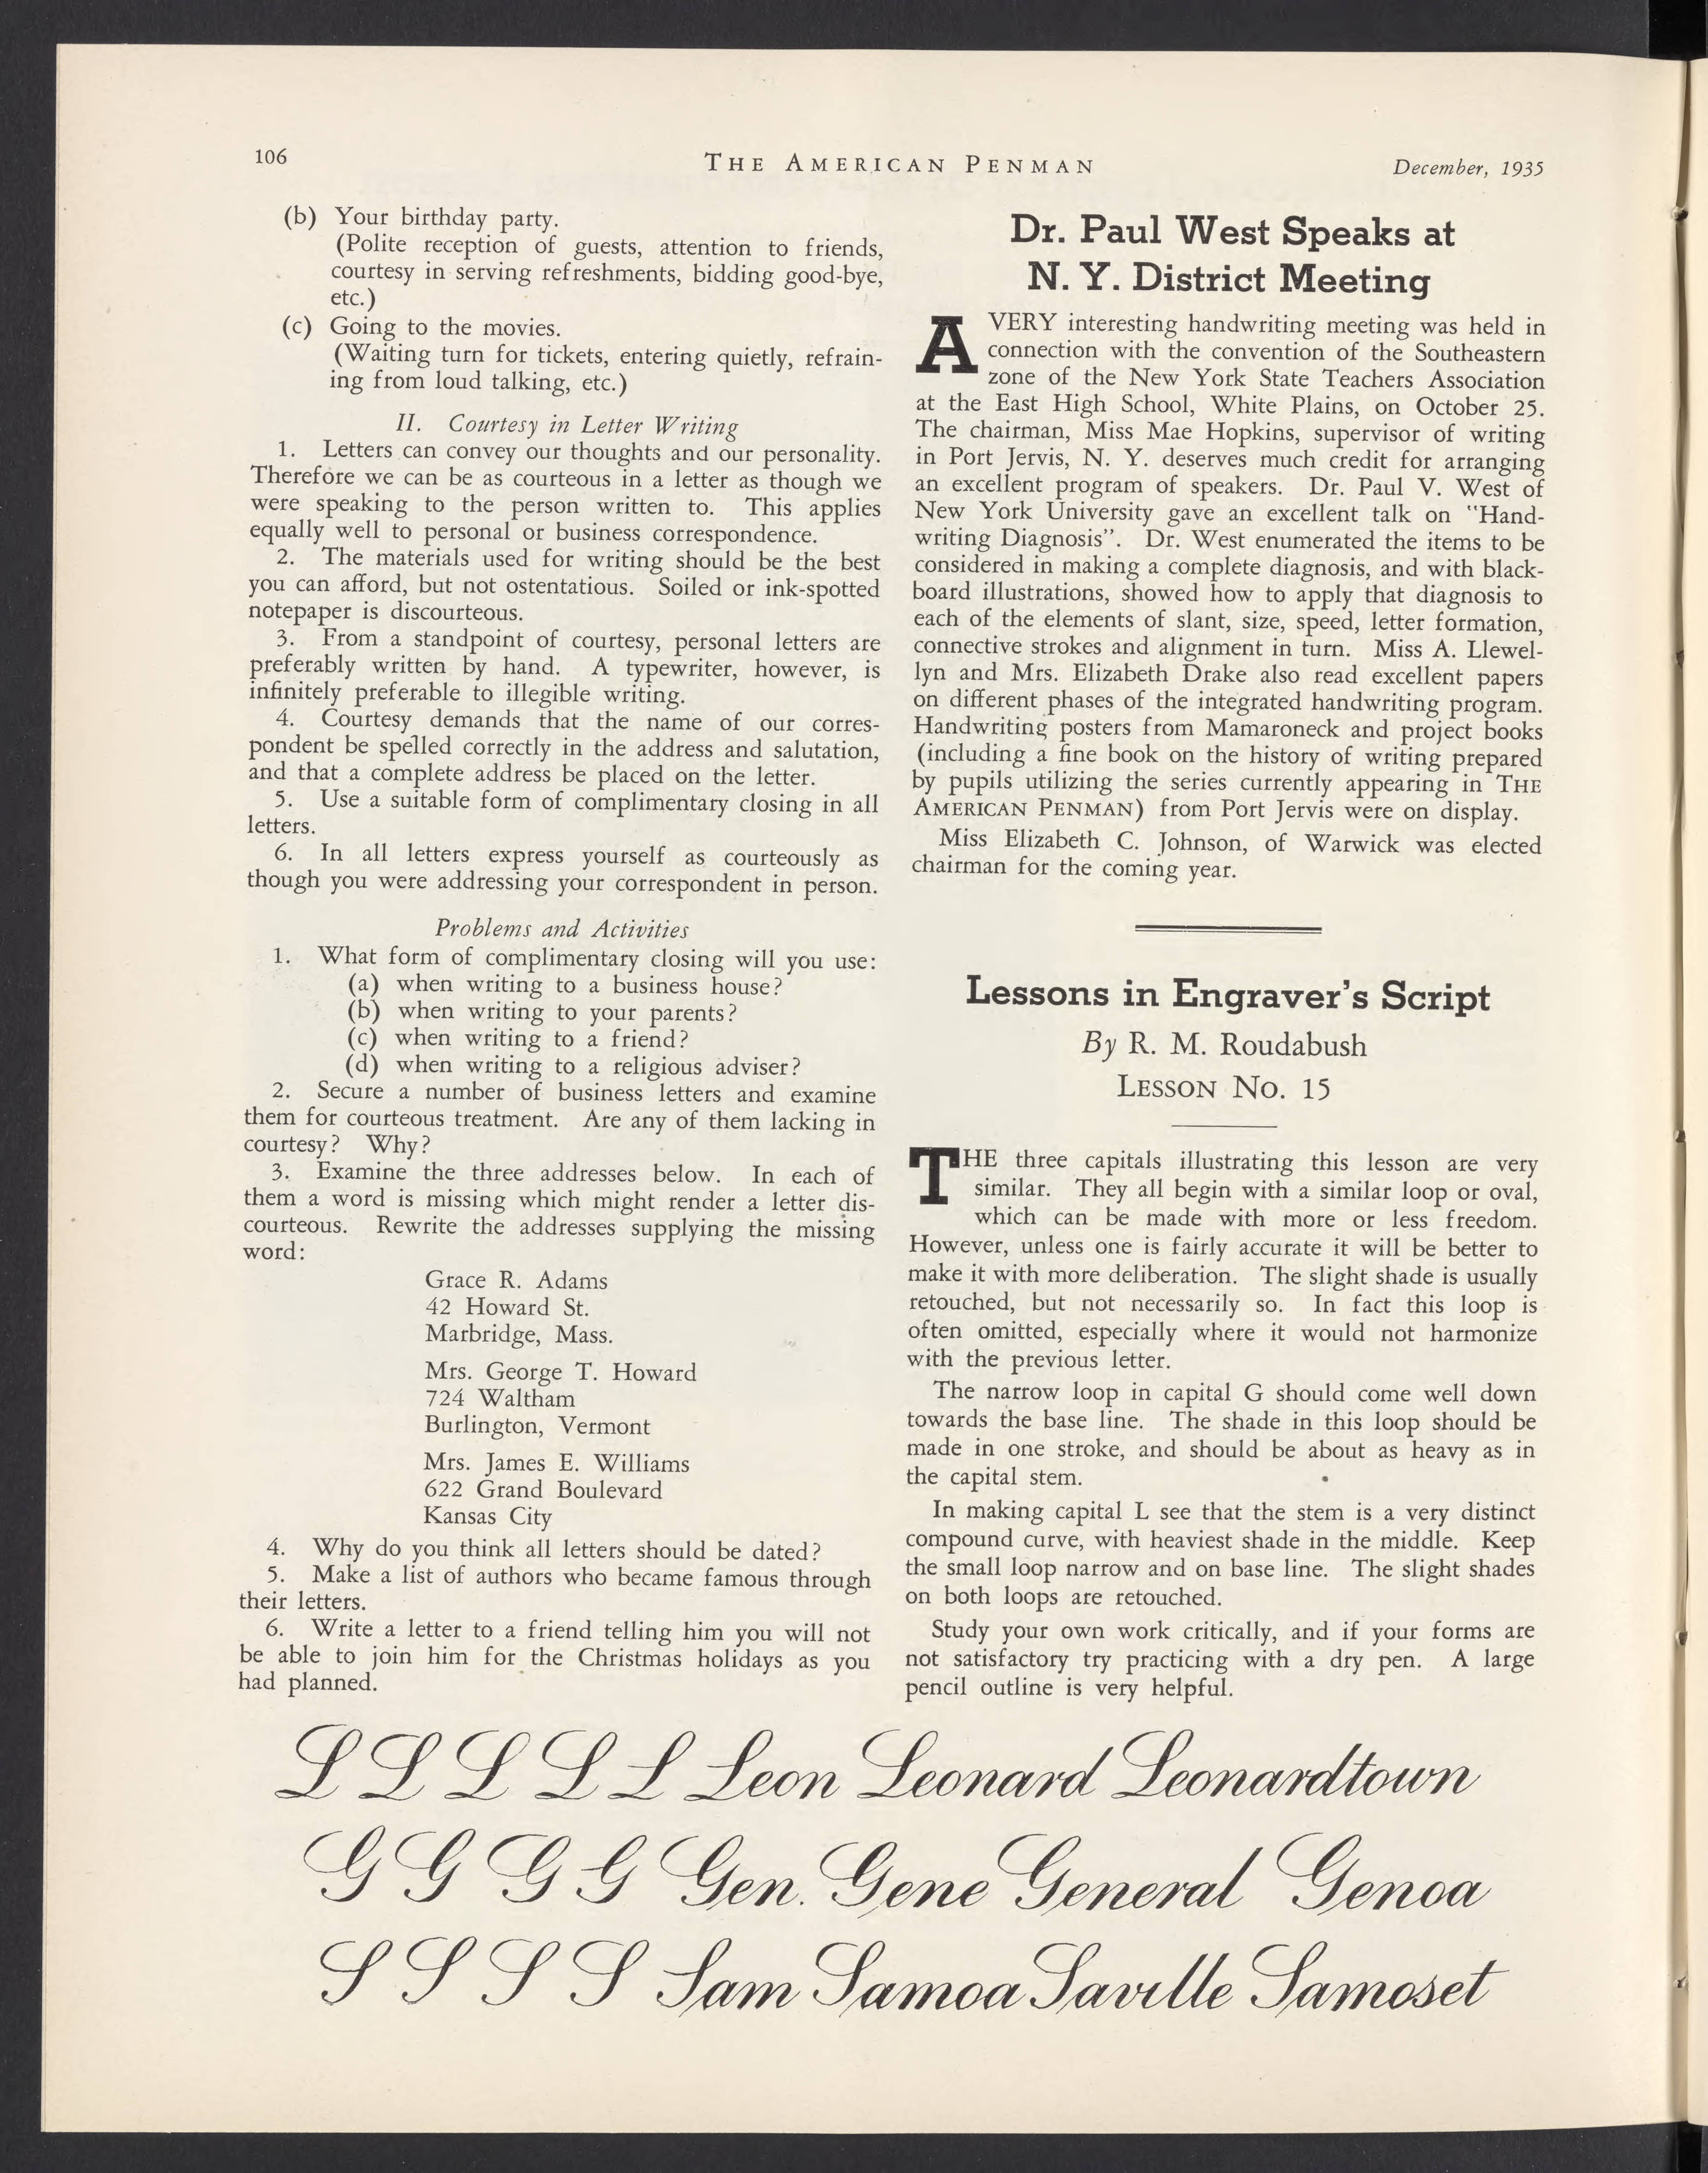 106
THE AMERICAN PENMAN
December, 1935
(b) Your birthday party.
(Polite reception of guests, attention to friends,
courtesy in serving refreshments, bidding good-bye,
etc.)
(c) Going to the movies.
(Waiting turn for tickets, entering quietly, refrain-
ing from loud talking, etc.)
II. Courtesy in Letter Writing
1. Letters can convey our thoughts and our personality.
Therefore we can be as courteous in a letter as though we
were speaking to the person written to. This applies
equally well to personal or business correspondence.
2. The materials used for writing should be the best
you can afford, but not ostentatious. Soiled or ink-spotted
notepaper is discourteous.
3. From a standpoint of courtesy, personal letters are
preferably written by hand. A typewriter, however, is
infinitely preferable to illegible writing.
4. Courtesy demands that the name of our corres-
pondent be spelled correctly in the address and salutation,
and that a complete address be placed on the letter.
5. Use a suitable form of complimentary closing in all
letters.
6. In all letters express yourself as courteously as
though you were addressing your correspondent in person.
Problems and Activities
1. What form of complimentary closing will you use:
(a) when writing to a business house?
(b) when writing to your parents?
(c) when writing to a friend?
(d) when writing to a religious adviser?
2. Secure a number of business letters and examine
them for courteous treatment. Are any of them lacking in
courtesy? Why?
3. Examine the three addresses below. In each of
them a word is missing which might render a letter dis-
courteous. Rewrite the addresses supplying the missing
word:
Grace R. Adams
42 Howard St.
Marbridge, Mass.
Mrs. George T. Howard
724 Waltham
Burlington, Vermont
Mrs. James E. Williams
622 Grand Boulevard
Kansas City
4. Why do you think all letters should be dated?
5. Make a list of authors who became famous through
their letters.
6. Write a letter to a friend telling him you will not
be able to join him for the Christmas holidays as you
had planned.
Dr. Paul West Speaks at
N. Y. District Meeting
A VERY interesting handwriting meeting was held in
connection with the convention of the Southeastern
zone of the New York State Teachers Association
at the East High School, White Plains, on October 25.
The chairman, Miss Mae Hopkins, supervisor of writing
in Port Jervis, N. Y. deserves much credit for arranging
an excellent program of speakers. Dr. Paul V. West of
New York University gave an excellent talk on "Hand-
writing Diagnosis". Dr. West enumerated the items to be
considered in making a complete diagnosis, and with black-
board illustrations, showed how to apply that diagnosis to
each of the elements of slant, size, speed, letter formation,
connective strokes and alignment in turn. Miss A. Llewel-
lyn and Mrs. Elizabeth Drake also read excellent papers
on different phases of the integrated handwriting program.
Handwriting posters from Mamaroneck and project books
(including a fine book on the history of writing prepared
by pupils utilizing the series currently appearing in THE
AMERICAN PENMAN) from Port Jervis were on display.
Miss Elizabeth C. Johnson, of Warwick was elected
chairman for the coming year.
Lessons in Engraver's Script
By R. M. Roudabush
LESSON NO. 15
THE three capitals illustrating this lesson are very
similar. They all begin with a similar loop or oval,
which can be made with more or less freedom.
However, unless one is fairly accurate it will be better to
make it with more deliberation. The slight shade is usually
retouched, but not necessarily so. In fact this loop is
often omitted, especially where it would not harmonize
with the previous letter.
The narrow loop in capital G should come well down
towards the base line. The shade in this loop should be
made in one stroke, and should be about as heavy as in
the capital stem.
In making capital L see that the stem is a very distinct
compound curve, with heaviest shade in the middle. Keep
the small loop narrow and on base line. The slight shades
on both loops are retouched.
Study your own work critically, and if your forms are
not satisfactory try practicing with a dry pen. A large
pencil outline is very helpful.
L L L L L Leon Leonard Leonardtown
G G G G Gen. Gene General Genoa
S S S S Sam Samoa Saville Samoset